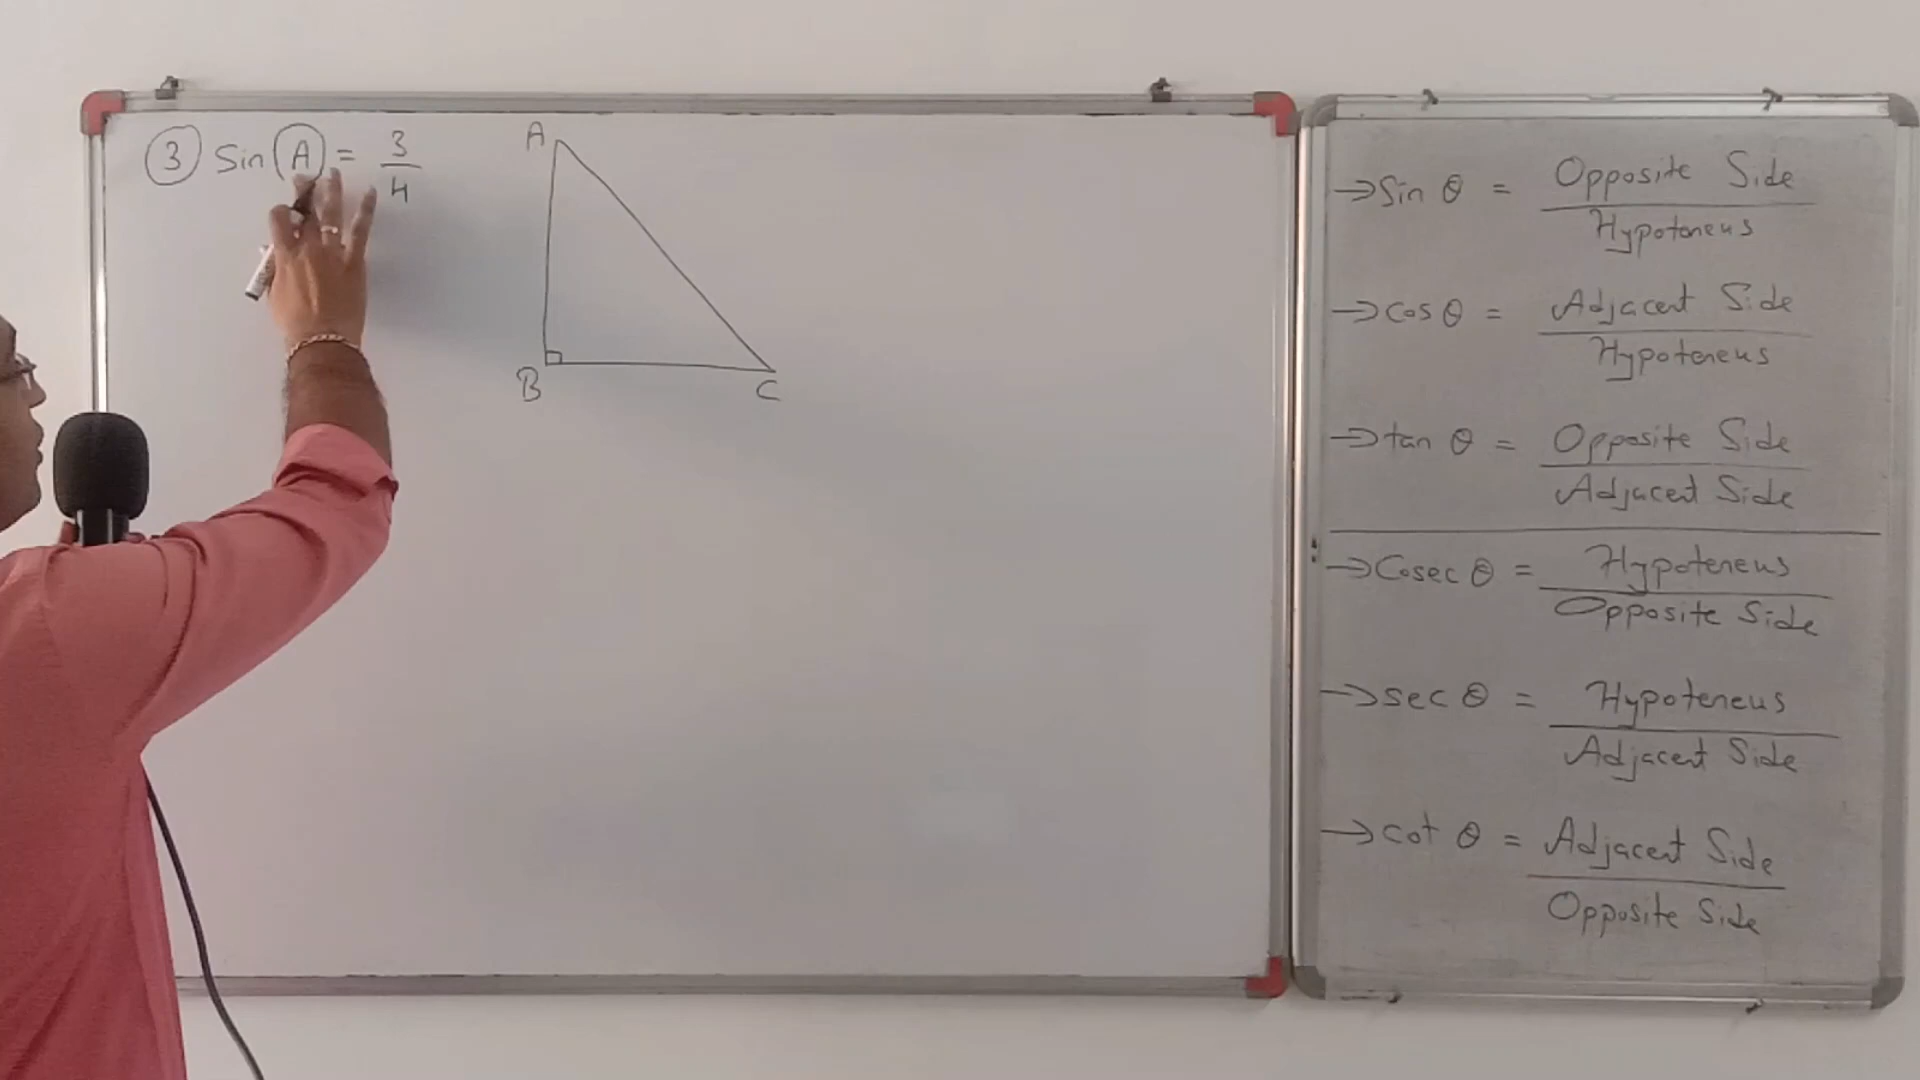 3 Sin A = 3/4
A
B
C
→ Sin θ = Opposite Side / Hypoteneus
→ Cos θ = Adjacent Side / Hypoteneus
→ tan θ = Opposite Side / Adjacent Side
→ Cosec θ = Hypoteneus / Opposite Side
→ sec θ = Hypoteneus / Adjacent Side
→ cot θ = Adjacent Side / Opposite Side